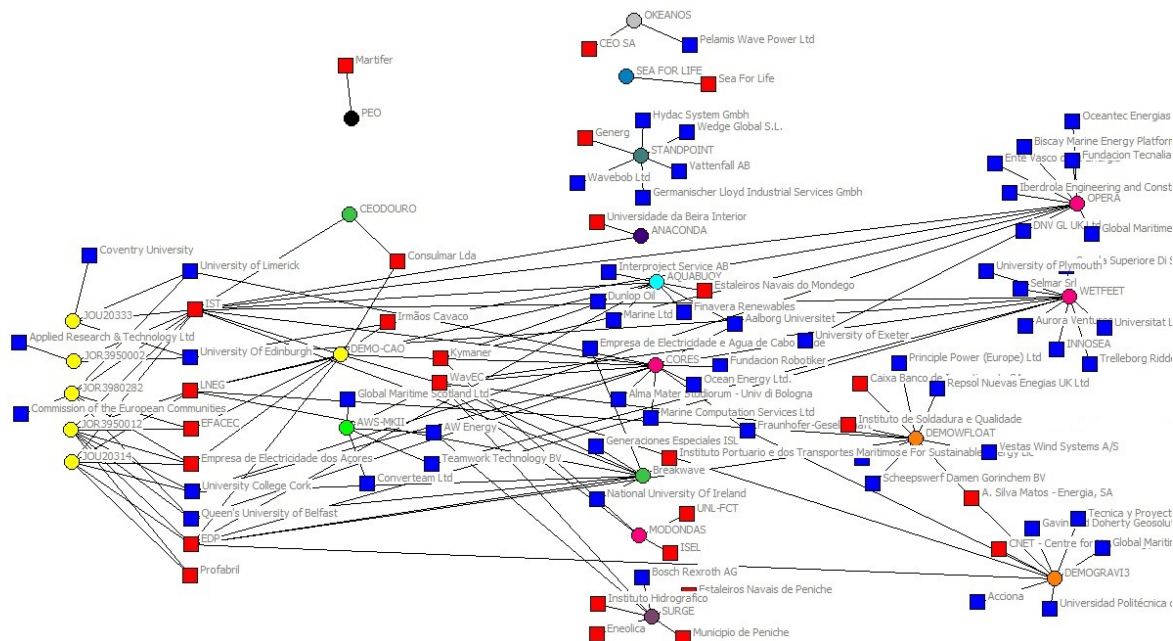 OKEANOS
CEO SA
Pelamis Wave Power Ltd
Martifer
SEA FOR LIFE
Sea For Life
PEO
Hydac System Gmbh
Wedge Global S.L.
Generg
STANDPOINT
Vattenfall AB
Wavebob Ltd
Germanischer Lloyd Industrial Services Gmbh
Oceantec Energias
Biscay Marine Energy Platform
Ente Vasco
Fundacion Tecnalia
Iberdrola Engineering and Const
OPERA
DNV GL UK Ltd
Global Maritime
CEODOURO
Universidade da Beira Interior
ANACONDA
Coventry University
Consulmar Lda
University of Limerick
Interproject Service AB
AQUABUOY
Estaleiros Navais do Mondego
University of Plymouth
Superiore Di S
Selmar Srl
WETFEET
IST
Dunlop Oil
Finavera Renewables
Marine Ltd
Aalborg Universitet
Aurora Ventures
Universitat L
JOU20333
Irmãos Cavaco
Applied Research & Technology Ltd
University Of Edinburgh
DEMO-CAO
Kymaner
Empresa de Electricidade e Agua de Cabo
University of Exeter
INNOSEA
Trelleborg Ridd
JOR3950002
WavEC
CORES
Fundacion Robotiker
Principle Power (Europe) Ltd
Caixa Banco de
Ocean Energy Ltd.
Repsol Nuevas Enegias UK Ltd
JOR3980282
LNEG
Global Maritime Scotland Ltd
Alma Mater Studiorum - Univ di Bologna
Commission of the European Communities
Marine Computation Services Ltd
Instituto de Soldadura e Qualidade
JOR3950012
EFACEC
AWS-MKII
AW Energy
DEMOWFLOAT
Generaciones Especiales ISL
Vestas Wind Systems A/S
Instituto Portuario e dos Transportes Maritimos
For Sustainable
JOU20314
Empresa de Electricidade dos Açores
Teamwork Technology BV
Breakwave
Scheepswerf Damen Gorinchem BV
University College Cork
Converteam Ltd
National University Of Ireland
A. Silva Matos - Energia, SA
Queen's University of Belfast
UNL-FCT
Tecnica y Proyecto
Gavin
Doherty Geosolut
EDP
MODONDAS
ISEL
CNET - Centre for
Global Mariti
Profabril
Bosch Rexroth AG
DEMOGRAVI3
Estaleiros Navais de Peniche
Instituto Hidrografico
Acciona
Universidad Politécnica
SURGE
Eneolica
Municipio de Peniche